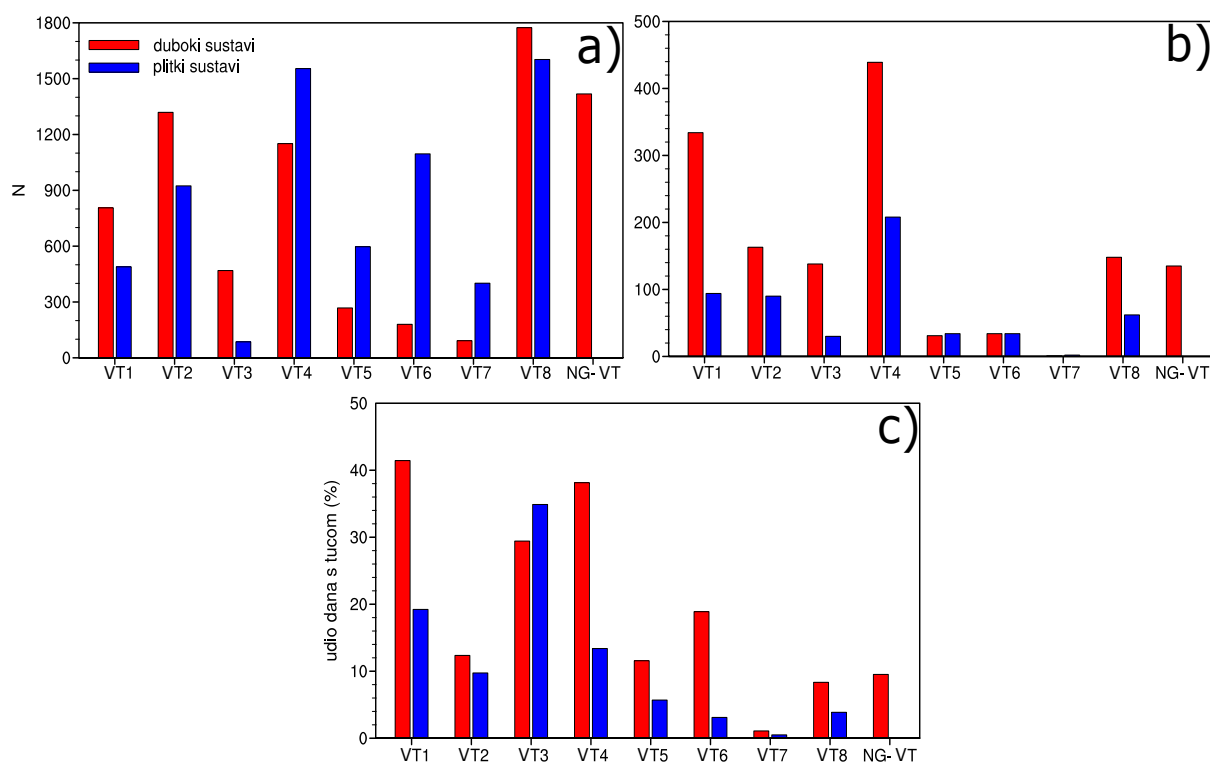 a)
duboki sustavi
plitki sustavi
N
1800
1500
1200
900
600
300
0
VT1 VT2 VT3 VT4 VT5 VT6 VT7 VT8 NG- VT
b)
500
400
300
200
100
0
VT1 VT2 VT3 VT4 VT5 VT6 VT7 VT8 NG- VT
c)
udio dana s tucom (%)
50
40
30
20
10
0
VT1 VT2 VT3 VT4 VT5 VT6 VT7 VT8 NG- VT